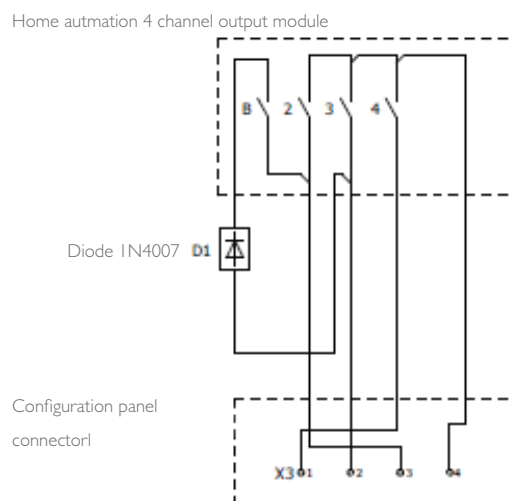 Home autmation 4 channel output module
B 2 3 4
Diode 1N4007 D1
Configuration panel
connectorl
X3 1 2 3 4